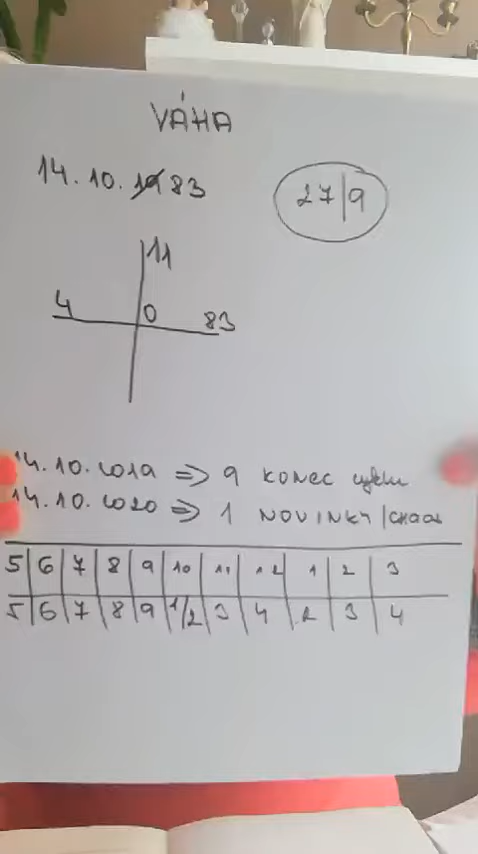 VÁHA
14.10.1983
27|9
11
4 0 83
14.10.2019 => 9 KONEC cyklu
14.10.2020 => 1 NOVINKY/CHAOS
5 6 7 8 9 10 11 12 1 2 3
5 6 7 8 9 1/2 3 4 2 3 4